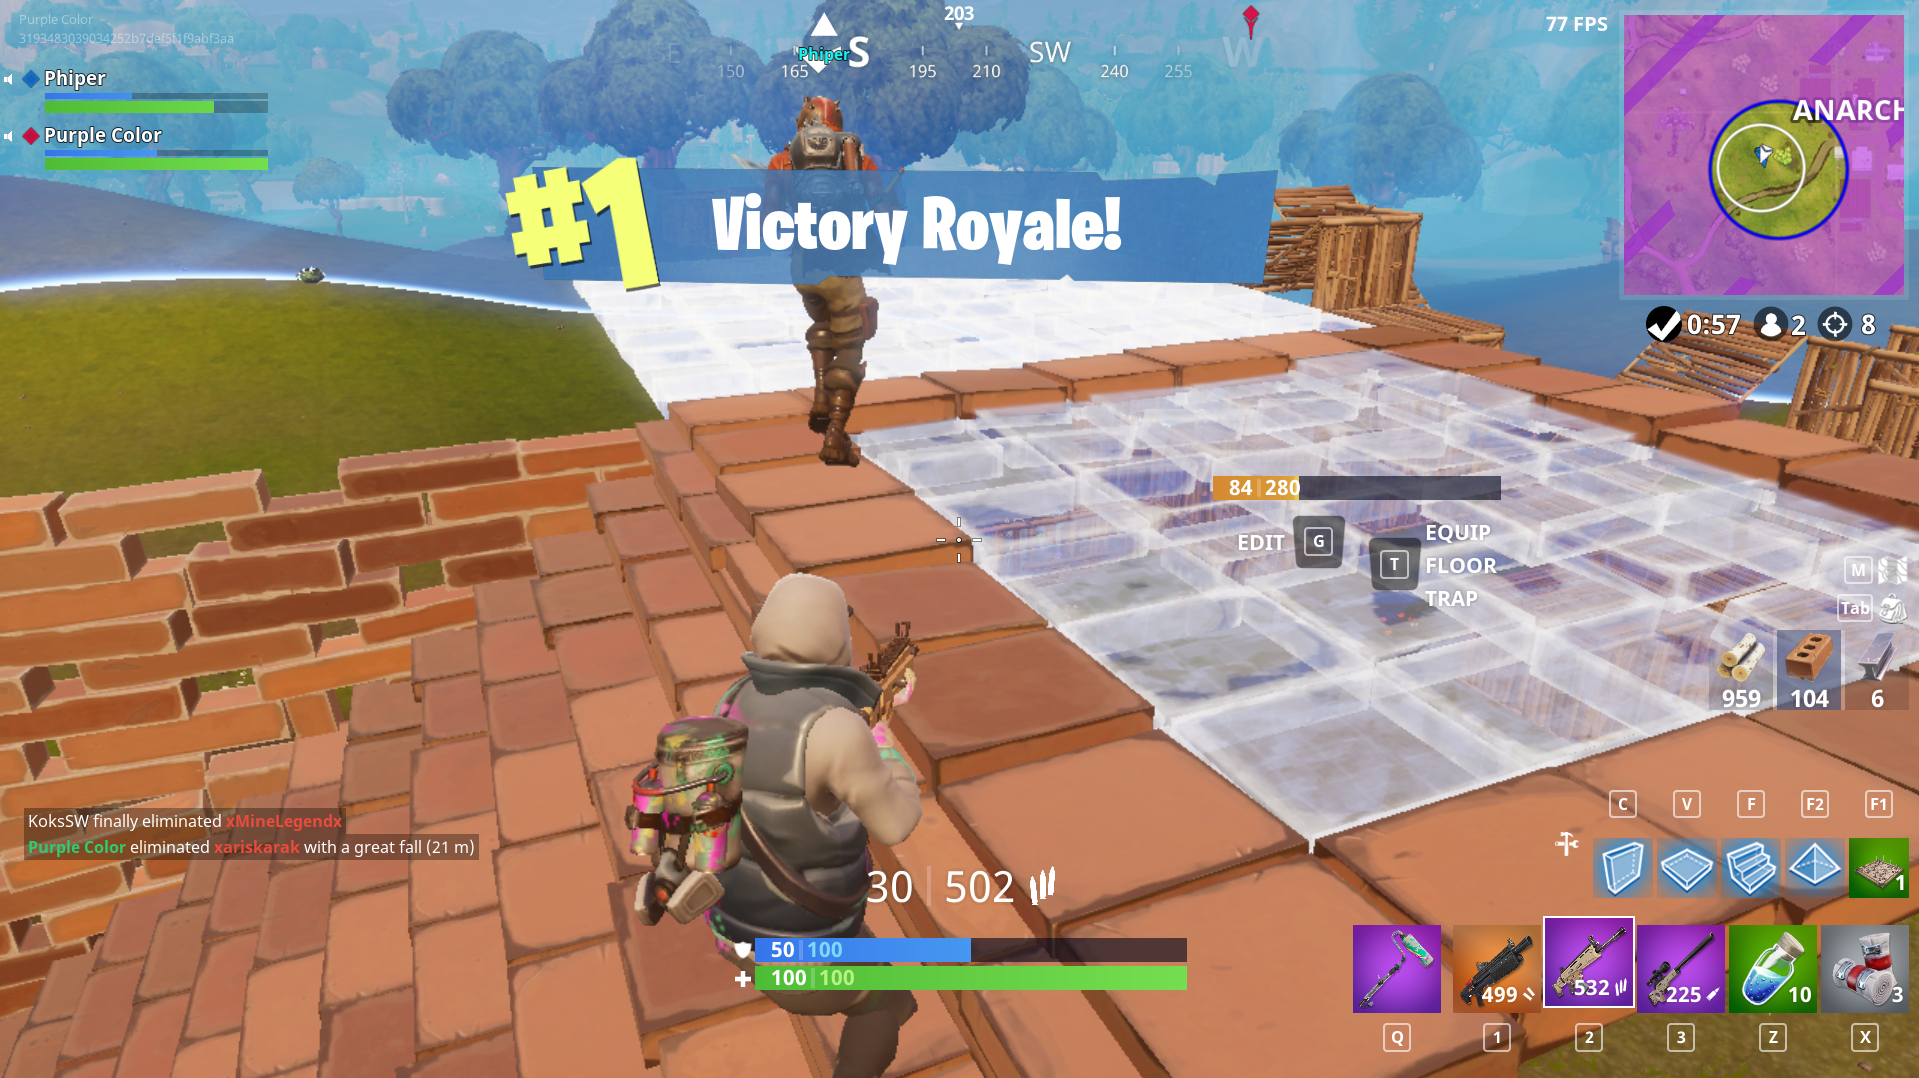 Purple Color
3193483039034252b7def5f1f9abf3aa
Phiper
Purple Color
203
Phiper
E
S
SW
W
150
165
195
210
240
255
77 FPS
ANARCH
0:57
2
8
#1
Victory Royale!
84 | 280
EDIT
G
T
EQUIP
FLOOR
TRAP
M
Tab
959
104
6
KoksSW finally eliminated xMineLegendx
Purple Color eliminated xariskarak with a great fall (21 m)
30 | 502
50 | 100
100 | 100
C
V
F
F2
F1
1
499
532
225
10
3
Q
1
2
3
Z
X